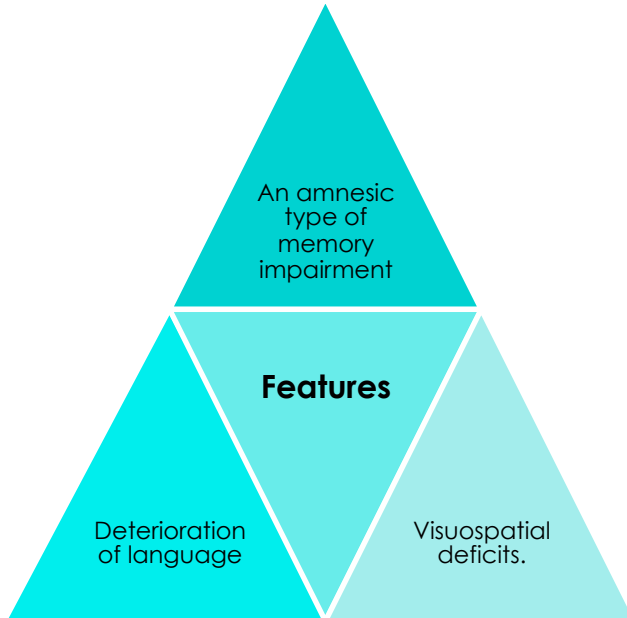 An amnesic
type of
memory
impairment
Features
Deterioration
of language
Visuospatial
deficits.